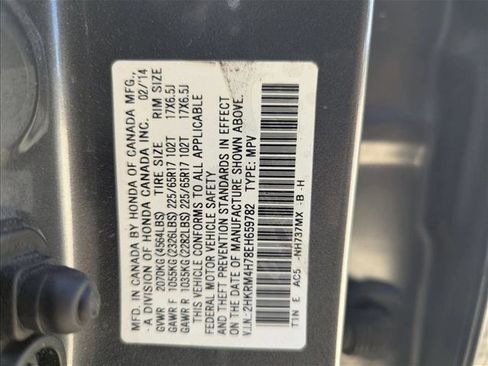 MFD. IN CANADA BY HONDA OF CANADA MFG.,
-A DIVISION OF HONDA CANADA INC. 02/14
GVWR 2070KG (4564LBS) TIRE SIZE RIM SIZE
GAWR F 1055KG (2326LBS) 225/65R17 102T 17X6.5J
GAWR R 1035KG (2282LBS) 225/65R17 102T 17X6.5J
THIS VEHICLE CONFORMS TO ALL APPLICABLE
FEDERAL MOTOR VEHICLE SAFETY
AND THEFT PREVENTION STANDARDS IN EFFECT
ON THE DATE OF MANUFACTURE SHOWN ABOVE.
V.I.N.:2HKRM4H78EH659782 TYPE: MPV
T1N E AC5 -NH737MX -B -H